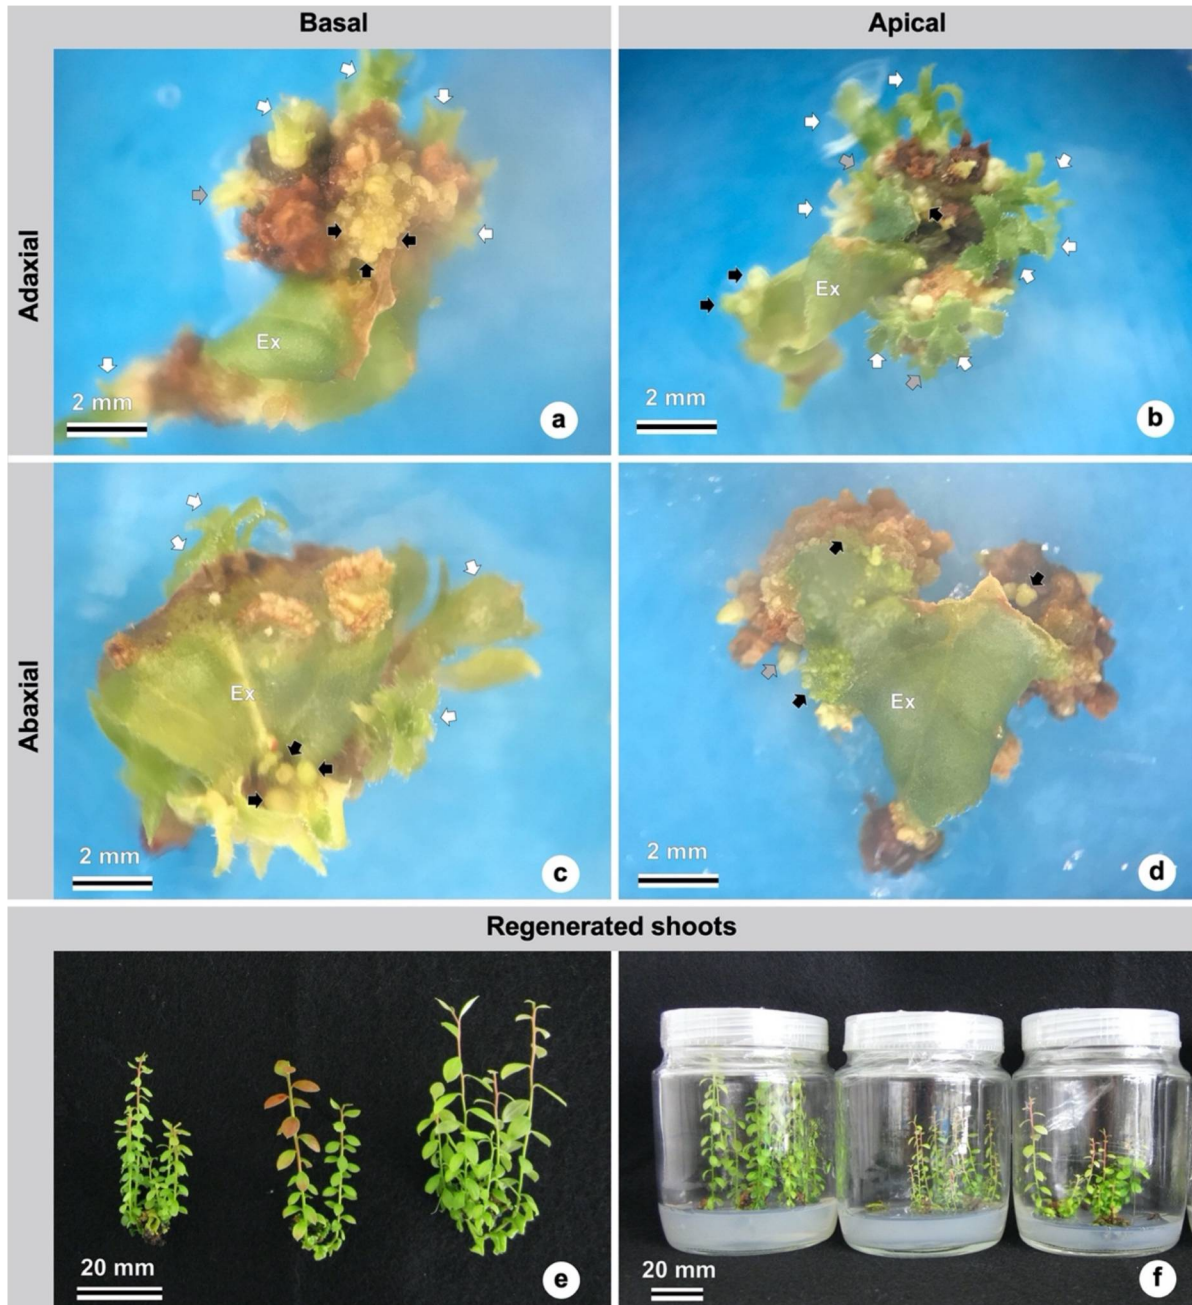 Basal
Apical
Adaxial
Ex
2 mm
a
Ex
2 mm
b
Abaxial
Ex
2 mm
c
Ex
2 mm
d
Regenerated shoots
20 mm
e
20 mm
f